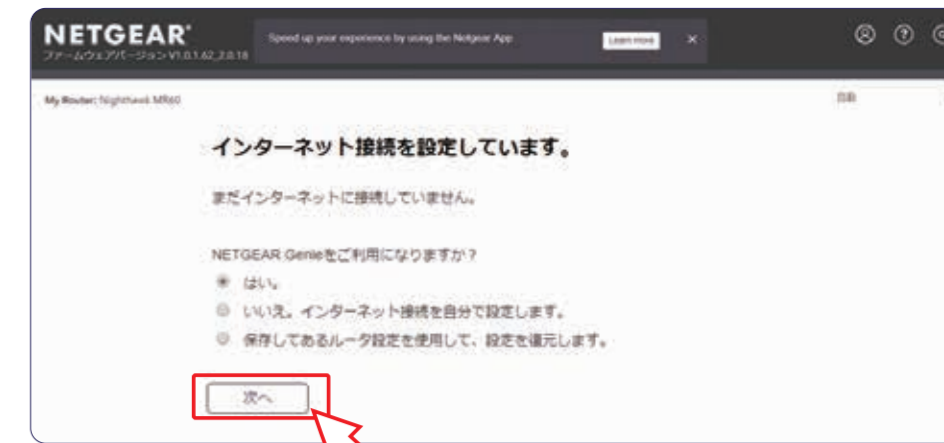 NETGEAR
ファームウェアバージョン V1.0.1.62_2.0.18
Speed up your experience by using the Netgear App
Learn more
My Router: Nighthawk MR60
自動
インターネット接続を設定しています。
まだインターネットに接続していません。
NETGEAR Genieをご利用になりますか？
はい。
いいえ。インターネット接続を自分で設定します。
保存してあるルータ設定を使用して、設定を復元します。
次へ